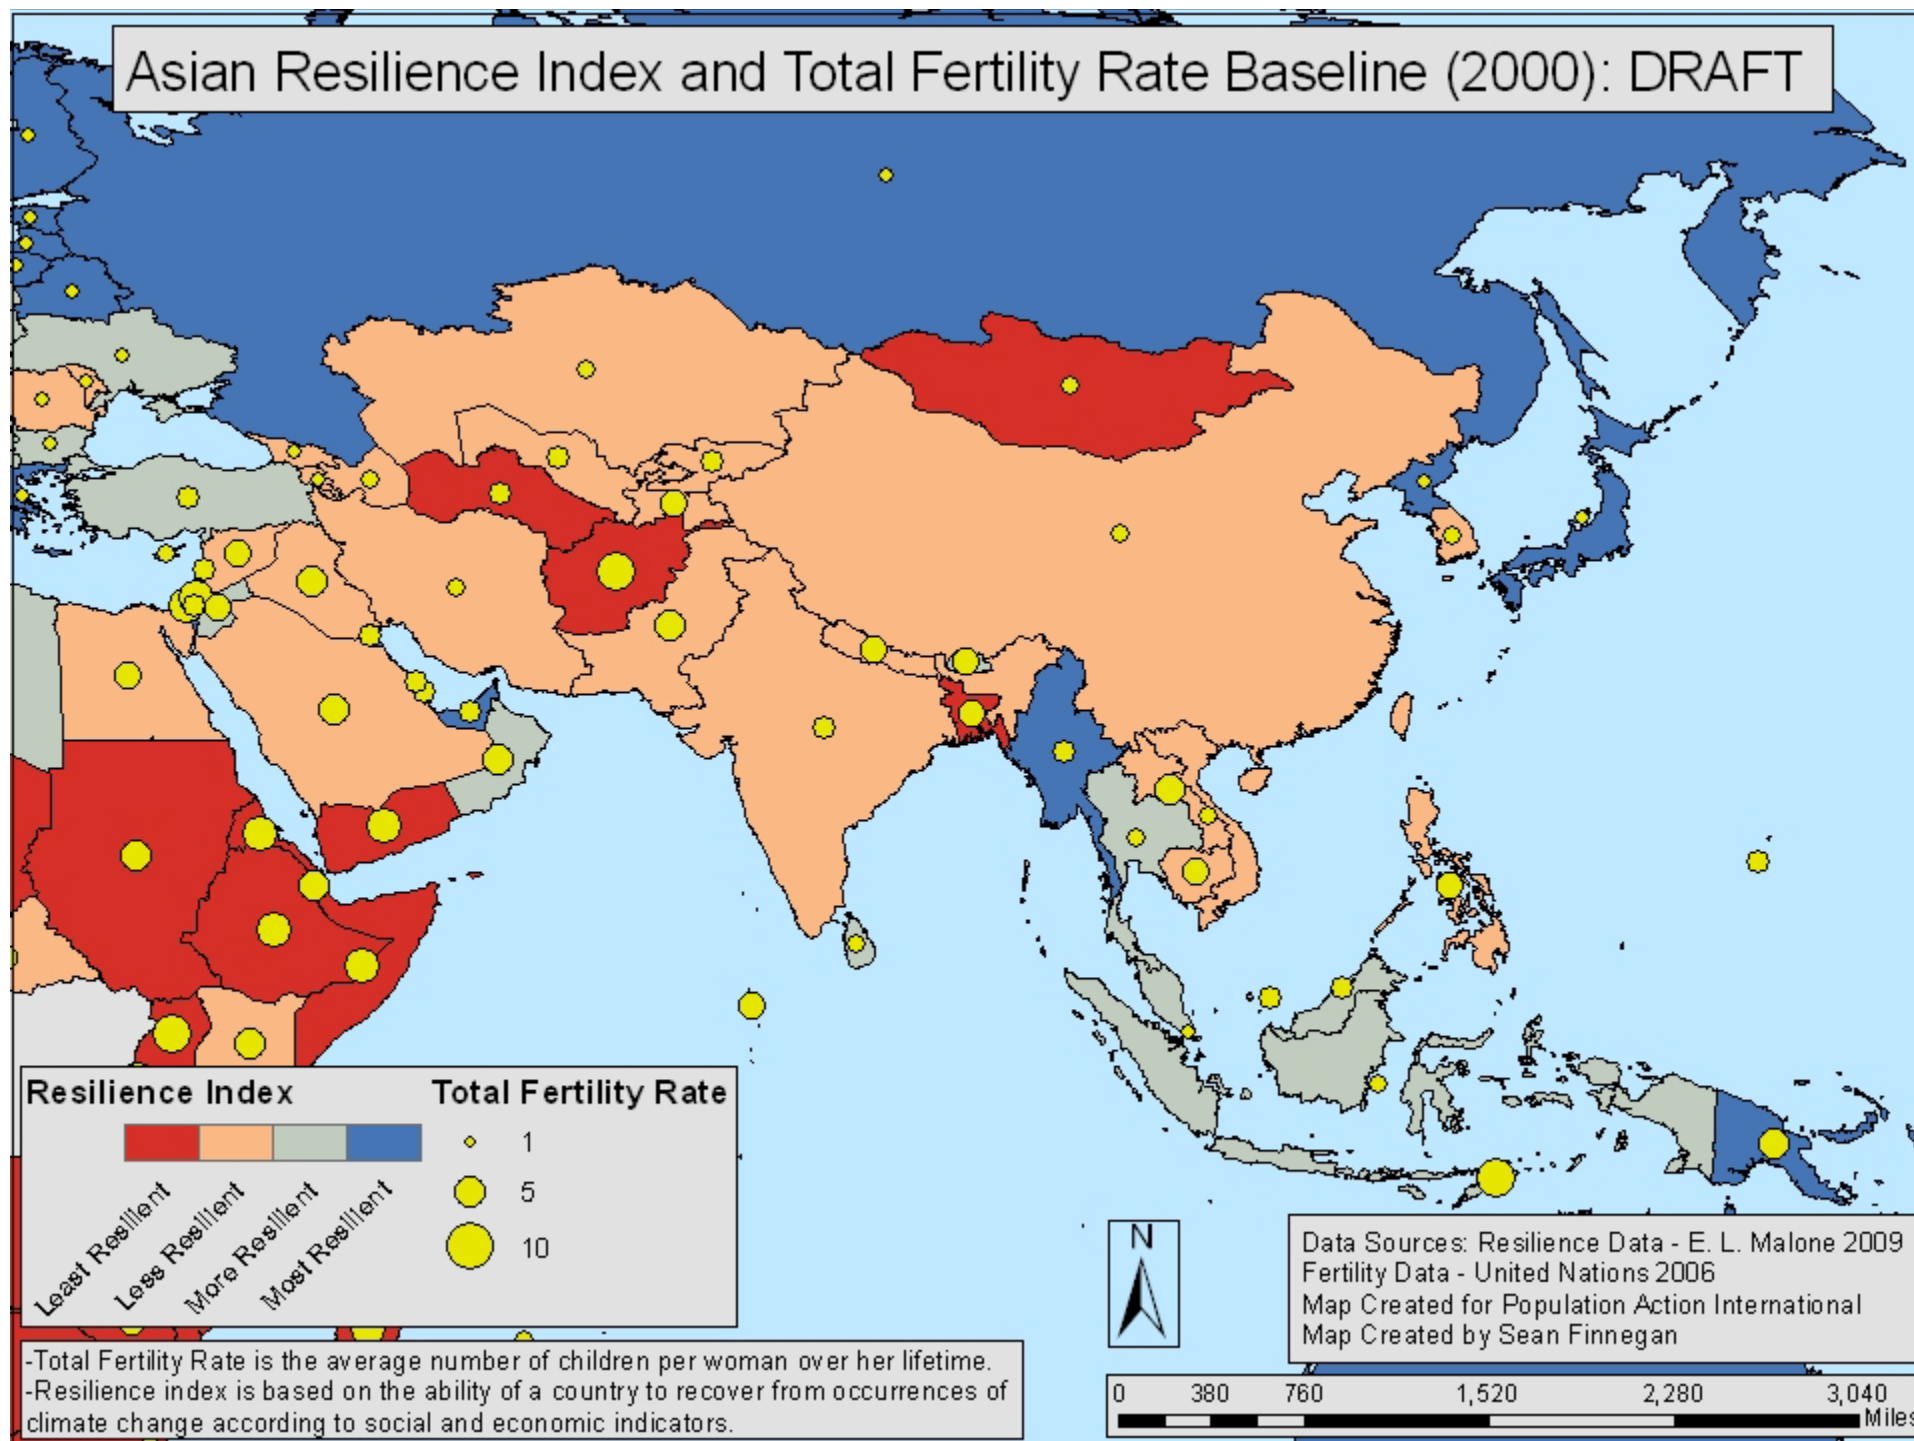 Asian Resilience Index and Total Fertility Rate Baseline (2000): DRAFT
Resilience Index
Least Resilient
Less Resilient
More Resilient
Most Resilient
Total Fertility Rate
1
5
10
-Total Fertility Rate is the average number of children per woman over her lifetime.
-Resilience index is based on the ability of a country to recover from occurrences of
climate change according to social and economic indicators.
N
Data Sources: Resilience Data - E. L. Malone 2009
Fertility Data - United Nations 2006
Map Created for Population Action International
Map Created by Sean Finnegan
0 380 760 1,520 2,280 3,040
Miles